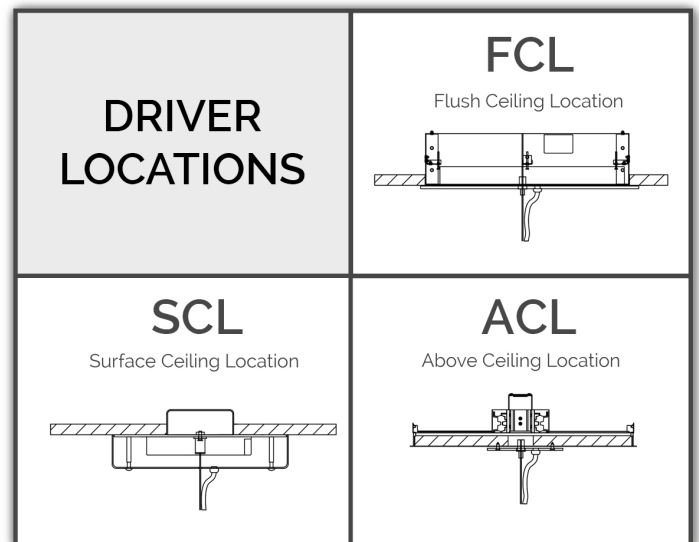 DRIVER
LOCATIONS
FCL
Flush Ceiling Location
SCL
Surface Ceiling Location
ACL
Above Ceiling Location